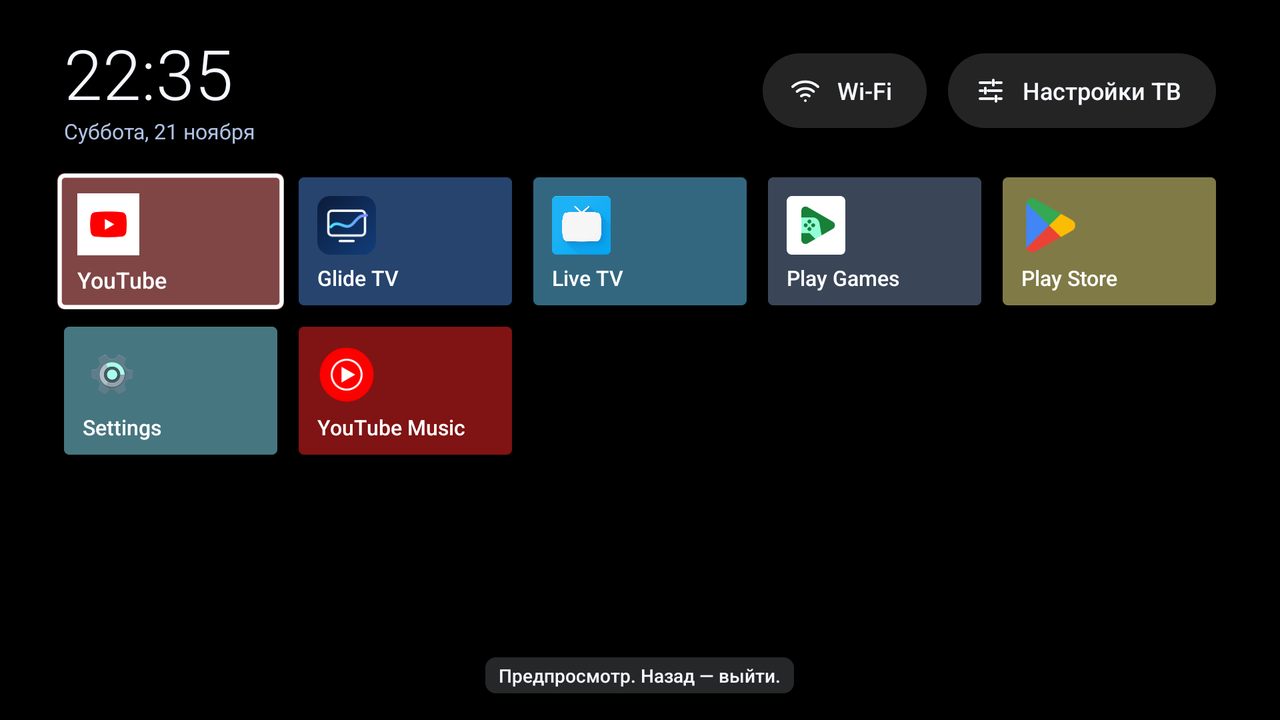 22:35
Суббота, 21 ноября
Wi-Fi
Настройки ТВ
YouTube
Glide TV
Live TV
Play Games
Play Store
Settings
YouTube Music
Предпросмотр. Назад — выйти.